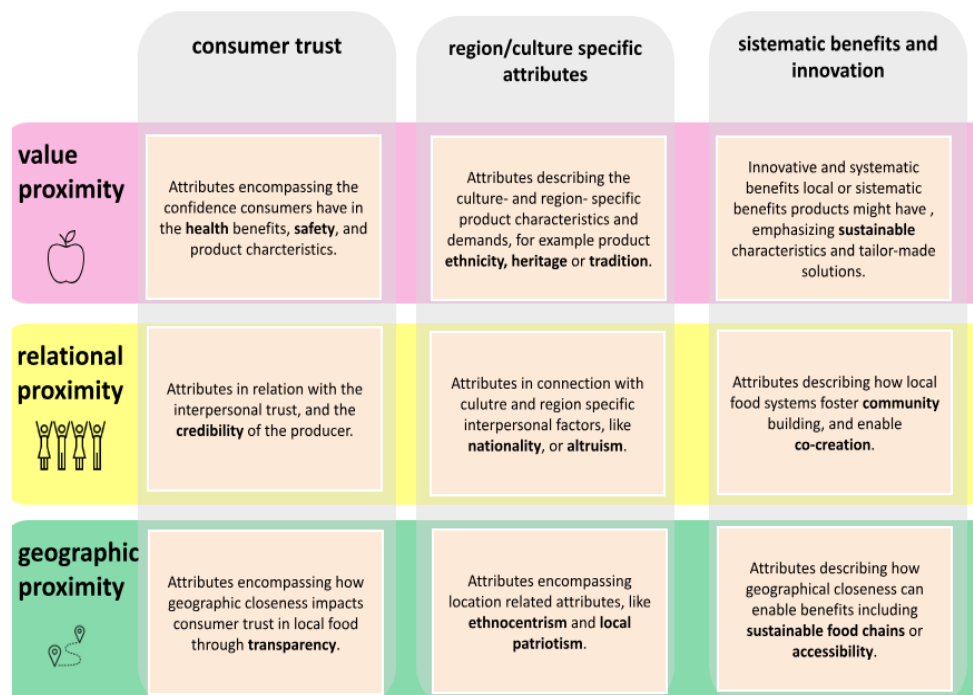 consumer trust
region/culture specific
attributes
sistematic benefits and
innovation
value
proximity
Attributes encompassing the
confidence consumers have in
the health benefits, safety, and
product charcteristics.
Attributes describing the
culture- and region- specific
product characteristics and
demands, for example product
ethnicity, heritage or tradition.
Innovative and systematic
benefits local or sistematic
benefits products might have ,
emphasizing sustainable
characteristics and tailor-made
solutions.
relational
proximity
Attributes in relation with the
interpersonal trust, and the
credibility of the producer.
Attributes in connection with
culutre and region specific
interpersonal factors, like
nationality, or altruism.
Attributes describing how local
food systems foster community
building, and enable
co-creation.
geographic
proximity
Attributes encompassing how
geographic closeness impacts
consumer trust in local food
through transparency.
Attributes encompassing
location related attributes, like
ethnocentrism and local
patriotism.
Attributes describing how
geographical closeness can
enable benefits including
sustainable food chains or
accessibility.